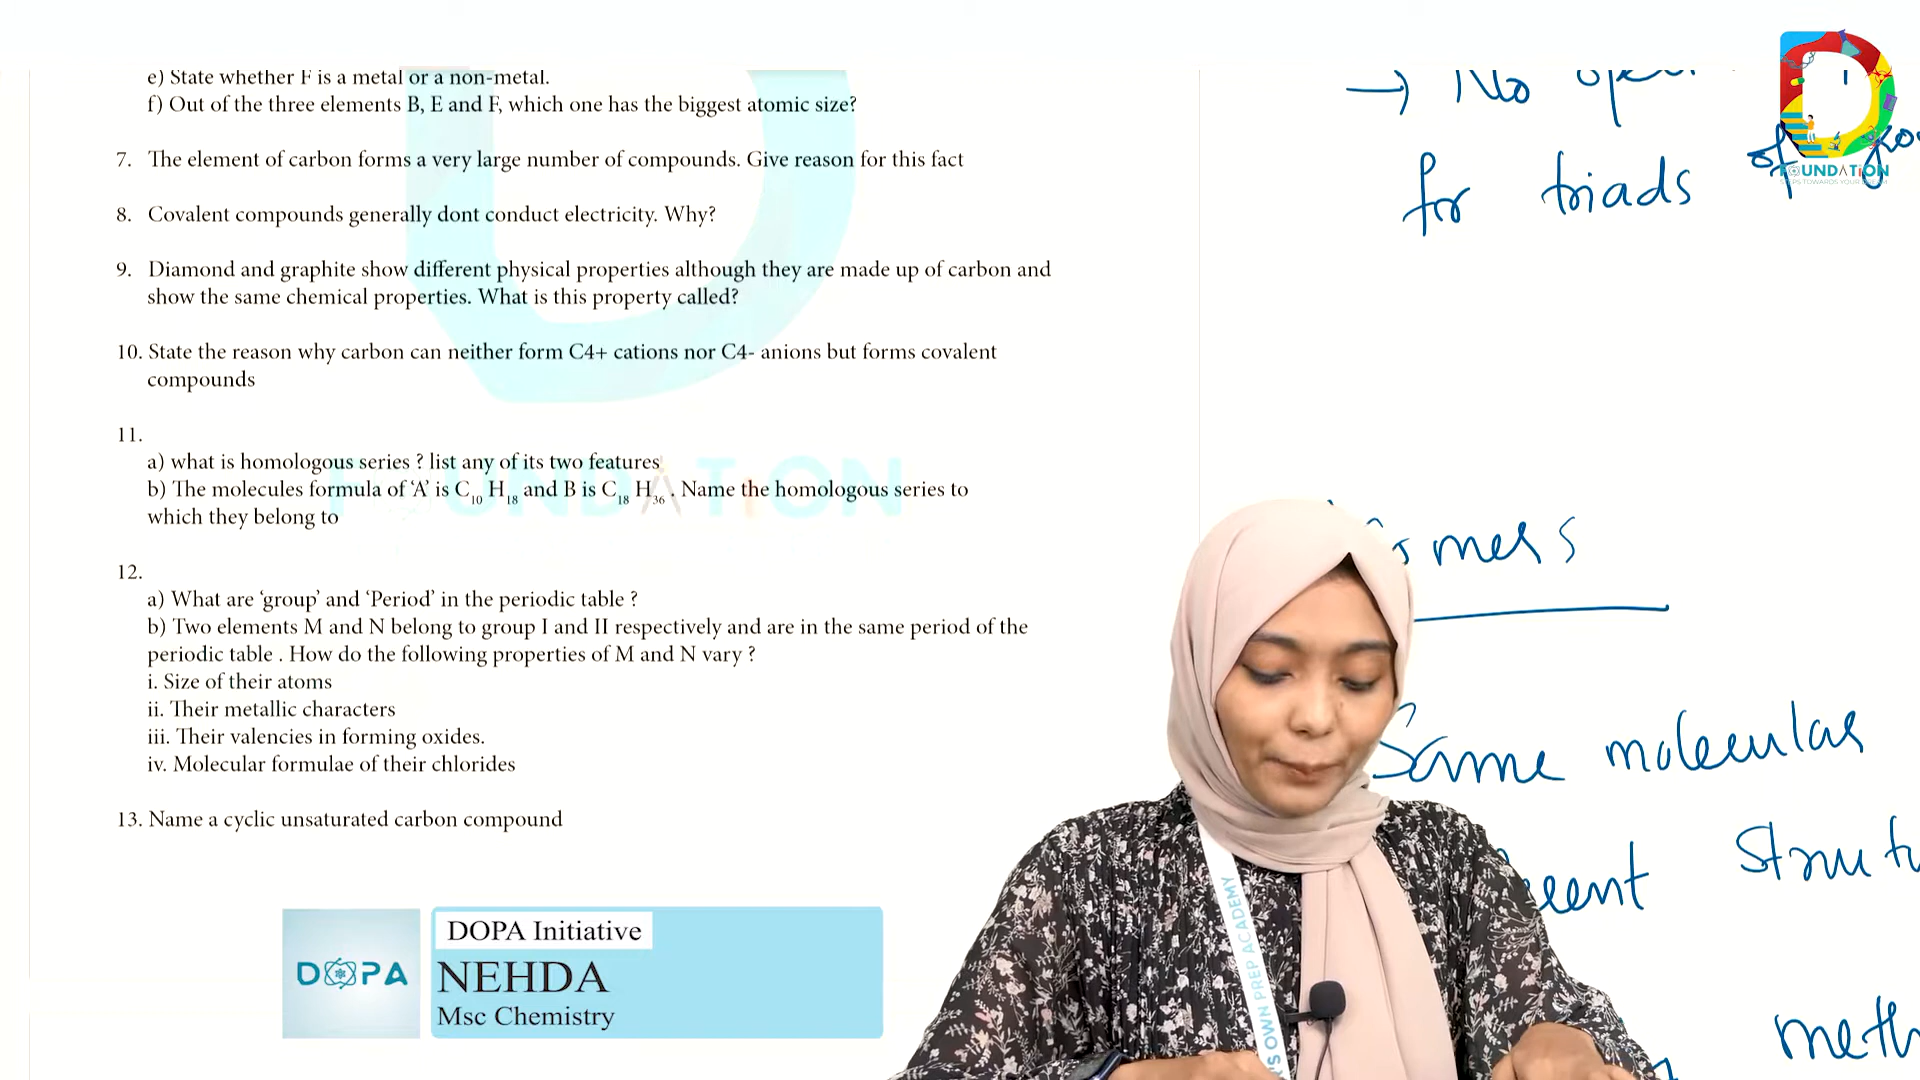 e) State whether F is a metal or a non-metal.
f) Out of the three elements B, E and F, which one has the biggest atomic size?
7. The element of carbon forms a very large number of compounds. Give reason for this fact
8. Covalent compounds generally dont conduct electricity. Why?
9. Diamond and graphite show different physical properties although they are made up of carbon and
show the same chemical properties. What is this property called?
10. State the reason why carbon can neither form C4+ cations nor C4- anions but forms covalent
compounds
11.
a) what is homologous series ? list any of its two features
b) The molecules formula of ‘A’ is C₁₀ H₁₈ and B is C₁₈ H₃₆ . Name the homologous series to
which they belong to
12.
a) What are ‘group’ and ‘Period’ in the periodic table ?
b) Two elements M and N belong to group I and II respectively and are in the same period of the
periodic table . How do the following properties of M and N vary ?
i. Size of their atoms
ii. Their metallic characters
iii. Their valencies in forming oxides.
iv. Molecular formulae of their chlorides
13. Name a cyclic unsaturated carbon compound
FOUNDATION
DOPA
DOPA Initiative
NEHDA
Msc Chemistry
→ No
for triads of
FOUNDATION
mers
Same molecular
'S OWN PREP ACADEMY